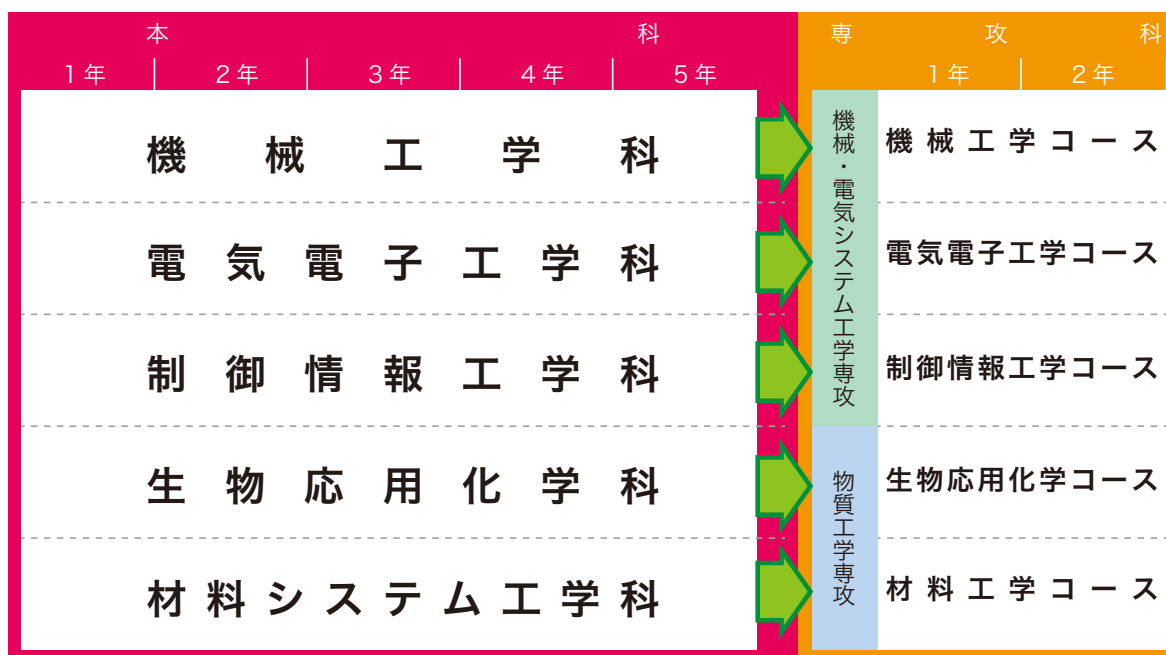 本科
専攻科
1年 2年 3年 4年 5年
1年 2年
機械工学科
電気電子工学科
制御情報工学科
生物応用化学科
材料システム工学科
機械・電気システム工学専攻
物質工学専攻
機械工学コース
電気電子工学コース
制御情報工学コース
生物応用化学コース
材料工学コース